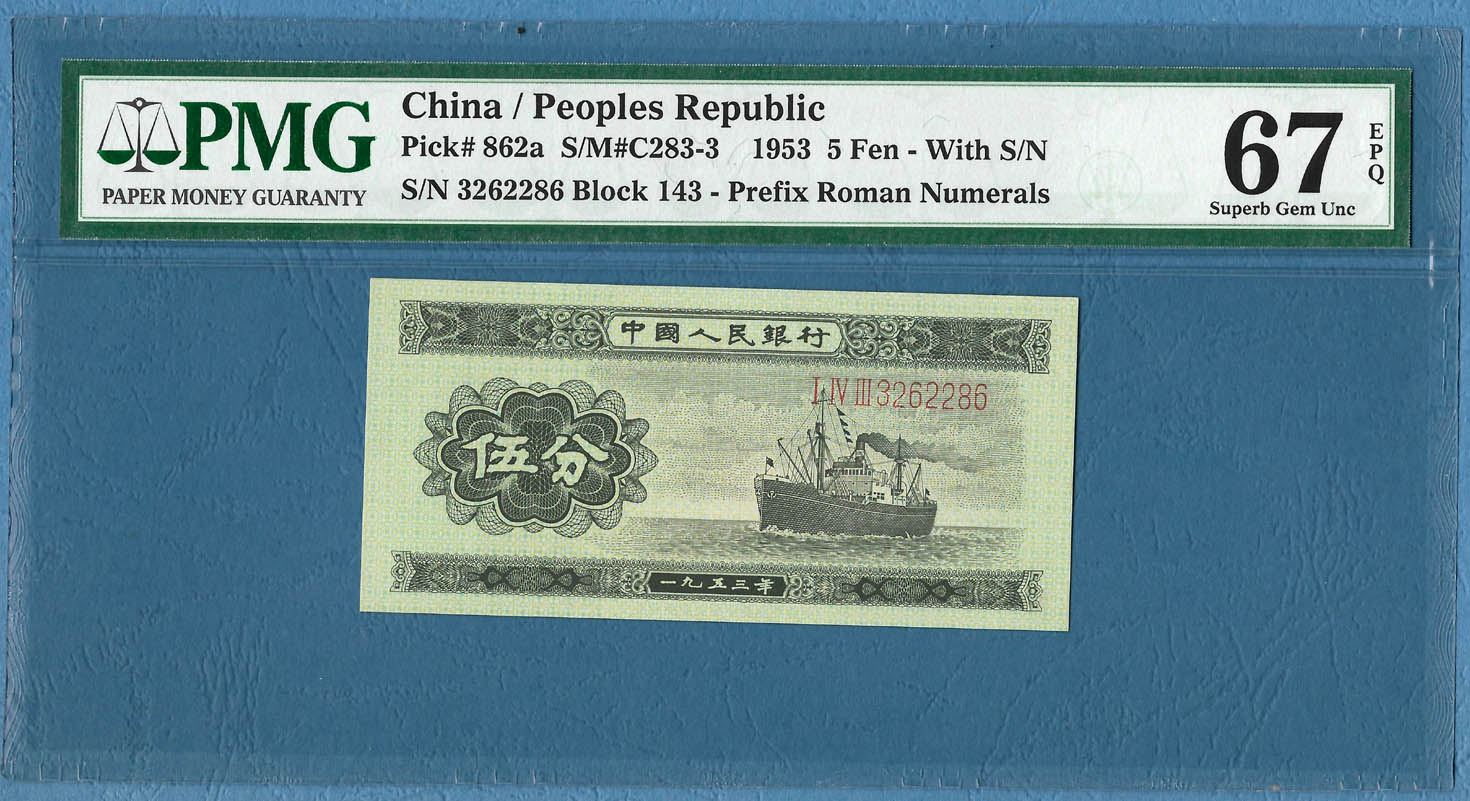 PMG
PAPER MONEY GUARANTY
China / Peoples Republic
Pick# 862a S/M#C283-3 1953 5 Fen - With S/N
S/N 3262286 Block 143 - Prefix Roman Numerals
67
EPQ
Superb Gem Unc
中國人民銀行
I IV III 3262286
伍分
一九五三年